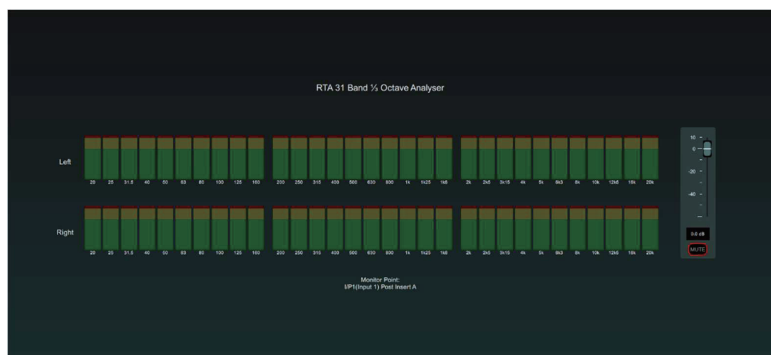 RTA 31 Band ⅓ Octave Analyser
Left
20 25 31.5 40 50 63 80 100 125 160 200 250 315 400 500 630 800 1k 1k25 1k6 2k 2k5 3k15 4k 5k 6k3 8k 10k 12k5 16k 20k
10
0
-20
-40
0.0 dB
MUTE
Right
20 25 31.5 40 50 63 80 100 125 160 200 250 315 400 500 630 800 1k 1k25 1k6 2k 2k5 3k15 4k 5k 6k3 8k 10k 12k5 16k 20k
Monitor Point:
I/P1(Input 1) Post Insert A